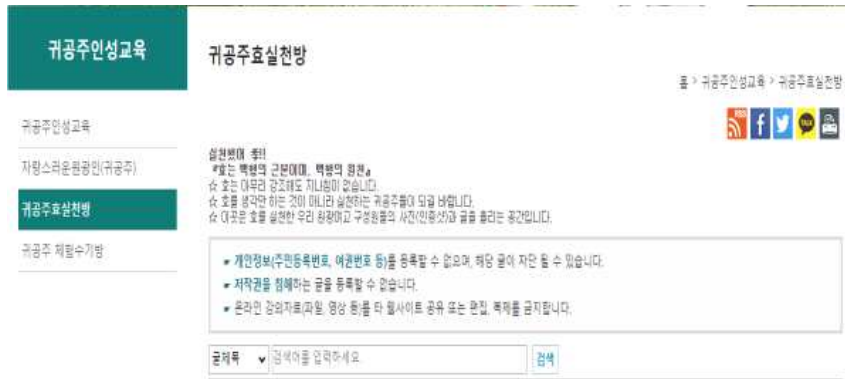 귀공주인성교육
귀공주인성교육
자랑스러운원광인(귀공주)
귀공주효실천방
귀공주 체험수기방
귀공주효실천방
홈 > 귀공주인성교육 > 귀공주효실천방
RSS f TALK
실천했어 孝!!
『효는 백행의 근본이며, 백행의 원천』
☆ 효는 아무리 강조해도 지나침이 없습니다.
☆ 효를 생각만 하는 것이 아니라 실천하는 귀공주들이 되길 바랍니다.
☆ 이곳은 효를 실천한 우리 원광여고 구성원들의 사진(인증샷)과 글을 올리는 공간입니다.
개인정보(주민등록번호, 여권번호 등)를 등록할 수 없으며, 해당 글이 차단 될 수 있습니다.
저작권을 침해하는 글을 등록할 수 없습니다.
온라인 강의자료(파일, 영상 등)를 타 웹사이트 공유 또는 편집, 복제를 금지합니다.
글제목 검색어를 입력하세요. 검색